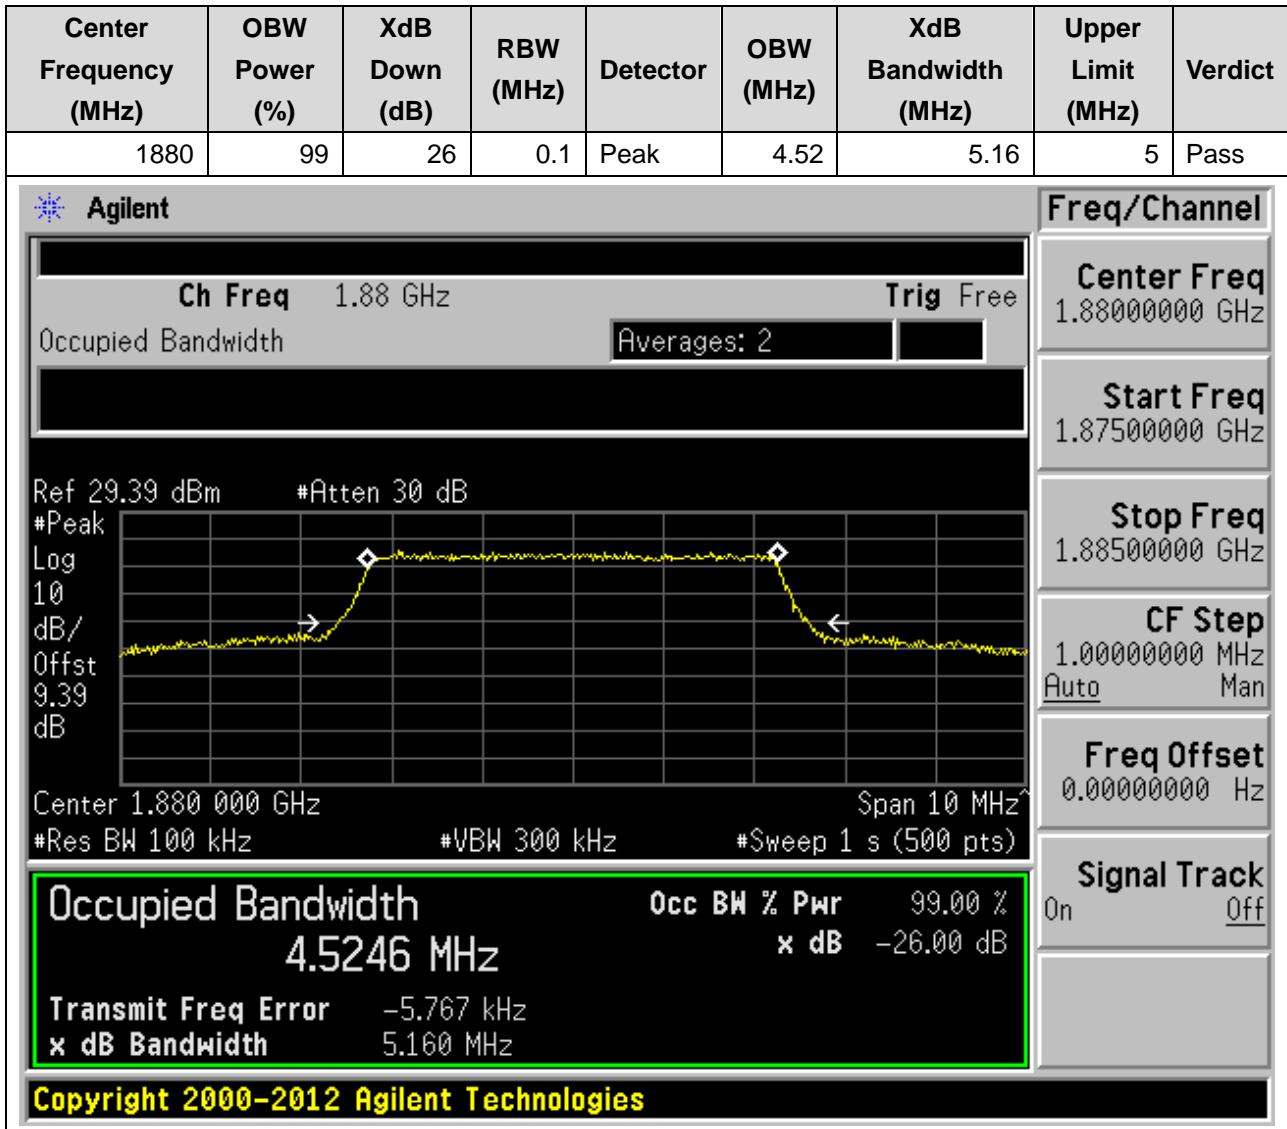 Center Frequency (MHz) OBW Power (%) XdB Down (dB) RBW (MHz) Detector OBW (MHz) XdB Bandwidth (MHz) Upper Limit (MHz) Verdict
1880 99 26 0.1 Peak 4.52 5.16 5 Pass
Agilent
Freq/Channel
Ch Freq 1.88 GHz Trig Free
Occupied Bandwidth Averages: 2
Center Freq
1.88000000 GHz
Start Freq
1.87500000 GHz
Stop Freq
1.88500000 GHz
CF Step
1.00000000 MHz
Auto Man
Freq Offset
0.00000000 Hz
Signal Track
On Off
Ref 29.39 dBm #Atten 30 dB
#Peak
Log
10
dB/
Offst
9.39
dB
Center 1.880 000 GHz Span 10 MHz^
#Res BW 100 kHz #VBW 300 kHz #Sweep 1 s (500 pts)
Occupied Bandwidth Occ BW % Pwr 99.00 %
4.5246 MHz x dB -26.00 dB
Transmit Freq Error -5.767 kHz
x dB Bandwidth 5.160 MHz
Copyright 2000-2012 Agilent Technologies